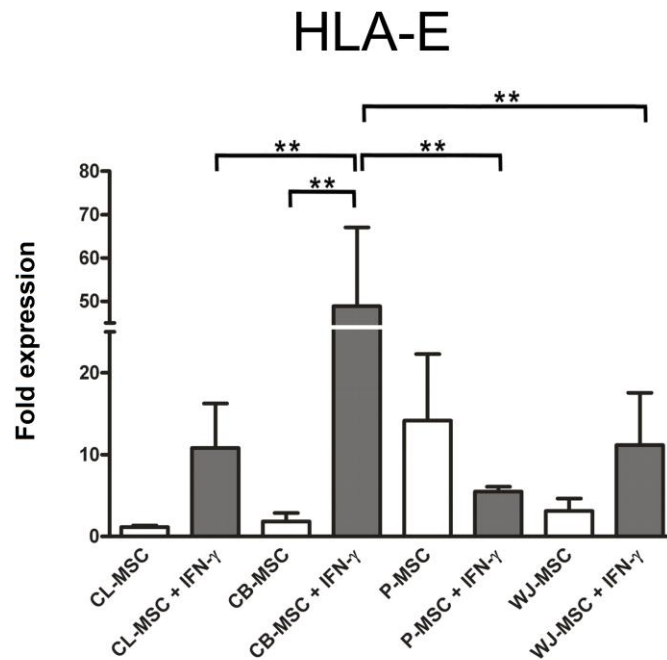 HLA-E
**
** **
**
80
70
60
50
20
10
0
Fold expression
CL-MSC
CL-MSC + IFN-γ
CB-MSC
CB-MSC + IFN-γ
P-MSC
P-MSC + IFN-γ
WJ-MSC
WJ-MSC + IFN-γ